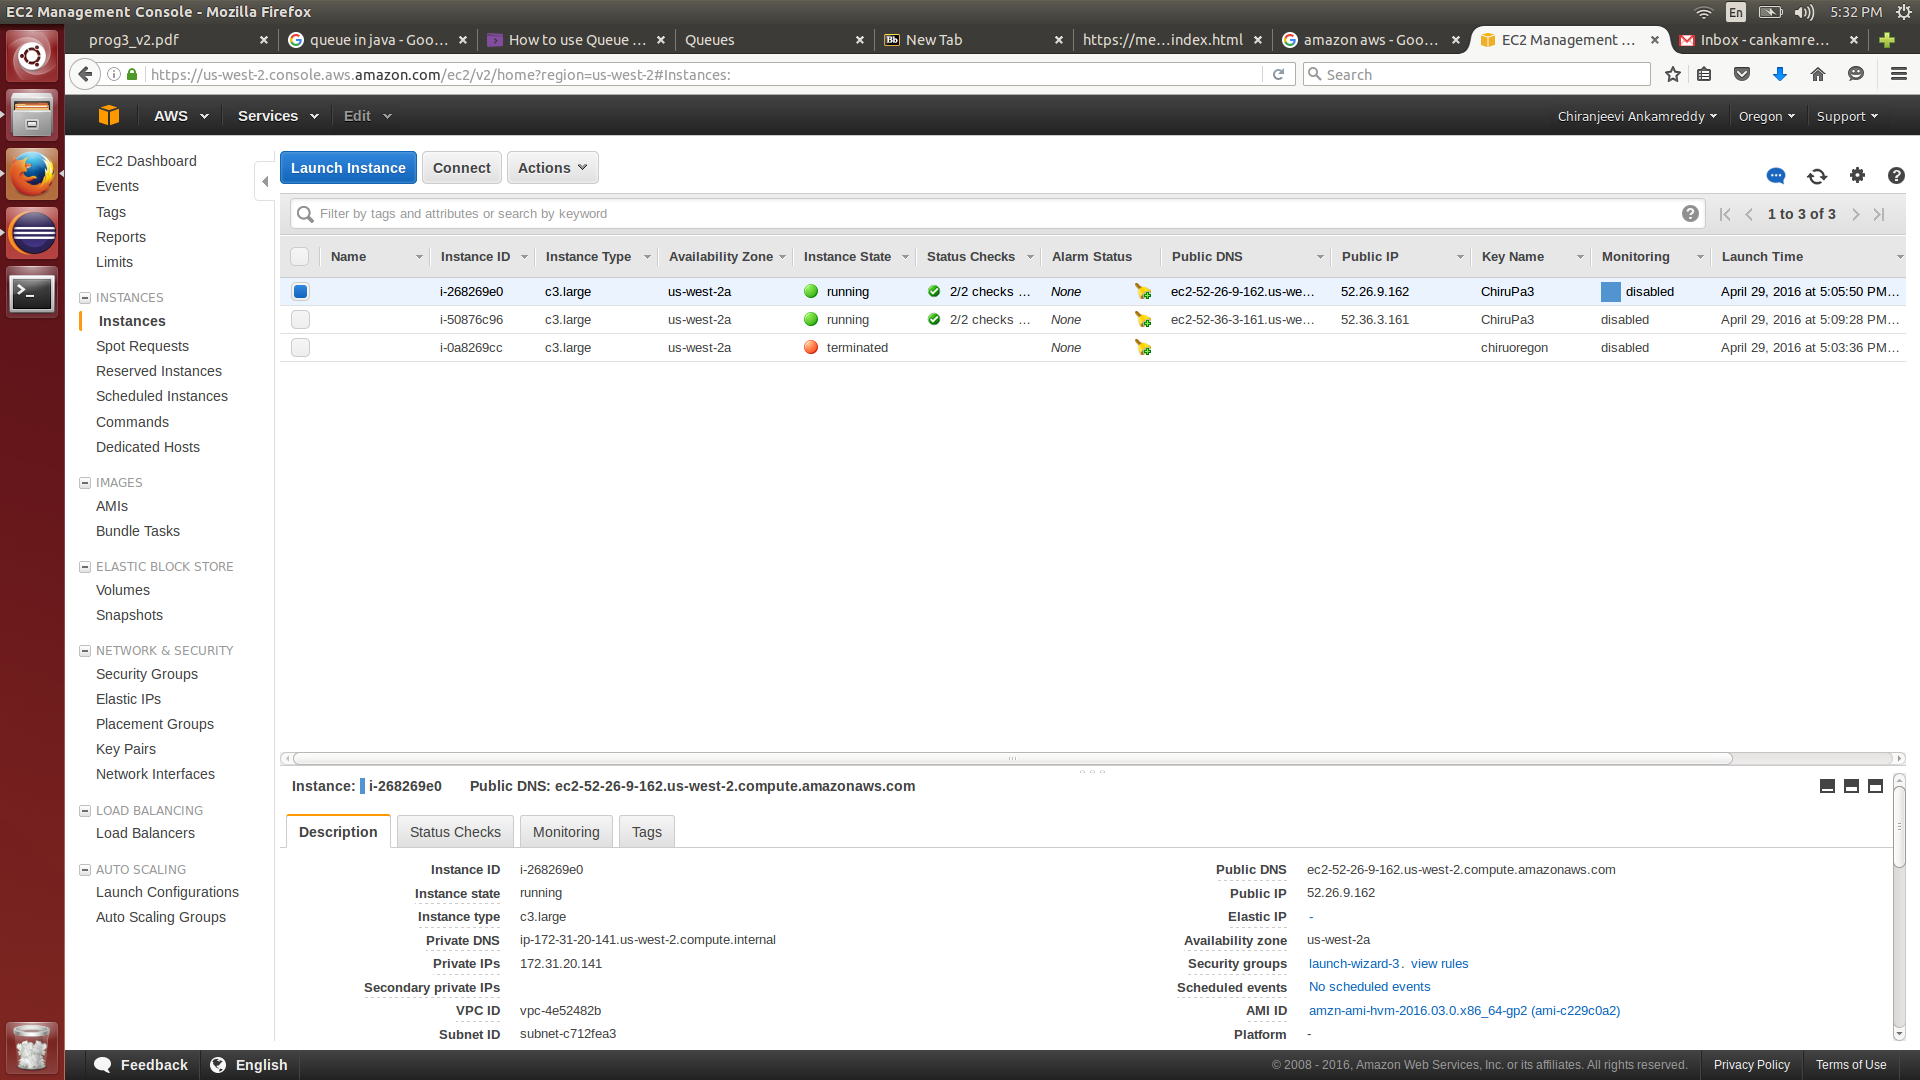 EC2 Management Console - Mozilla Firefox
En
5:32 PM
prog3_v2.pdf
queue in java - Goo...
How to use Queue ...
Queues
Bb New Tab
https://me...index.html
amazon aws - Goo...
EC2 Management ...
Inbox - cankamre...
https://us-west-2.console.aws.amazon.com/ec2/v2/home?region=us-west-2#Instances:
Search
AWS
Services
Edit
Chiranjeevi Ankamreddy
Oregon
Support
EC2 Dashboard
Events
Tags
Reports
Limits
INSTANCES
Instances
Spot Requests
Reserved Instances
Scheduled Instances
Commands
Dedicated Hosts
IMAGES
AMIs
Bundle Tasks
ELASTIC BLOCK STORE
Volumes
Snapshots
NETWORK & SECURITY
Security Groups
Elastic IPs
Placement Groups
Key Pairs
Network Interfaces
LOAD BALANCING
Load Balancers
AUTO SCALING
Launch Configurations
Auto Scaling Groups
Launch Instance
Connect
Actions
Filter by tags and attributes or search by keyword
1 to 3 of 3
Name Instance ID Instance Type Availability Zone Instance State Status Checks Alarm Status Public DNS Public IP Key Name Monitoring Launch Time
i-268269e0 c3.large us-west-2a running 2/2 checks ... None ec2-52-26-9-162.us-we... 52.26.9.162 ChiruPa3 disabled April 29, 2016 at 5:05:50 PM...
i-50876c96 c3.large us-west-2a running 2/2 checks ... None ec2-52-36-3-161.us-we... 52.36.3.161 ChiruPa3 disabled April 29, 2016 at 5:09:28 PM...
i-0a8269cc c3.large us-west-2a terminated None chiruoregon disabled April 29, 2016 at 5:03:36 PM...
Instance: i-268269e0 Public DNS: ec2-52-26-9-162.us-west-2.compute.amazonaws.com
Description
Status Checks
Monitoring
Tags
Instance ID i-268269e0
Instance state running
Instance type c3.large
Private DNS ip-172-31-20-141.us-west-2.compute.internal
Private IPs 172.31.20.141
Secondary private IPs
VPC ID vpc-4e52482b
Subnet ID subnet-c712fea3
Public DNS ec2-52-26-9-162.us-west-2.compute.amazonaws.com
Public IP 52.26.9.162
Elastic IP -
Availability zone us-west-2a
Security groups launch-wizard-3. view rules
Scheduled events No scheduled events
AMI ID amzn-ami-hvm-2016.03.0.x86_64-gp2 (ami-c229c0a2)
Platform -
Feedback
English
© 2008 - 2016, Amazon Web Services, Inc. or its affiliates. All rights reserved.
Privacy Policy
Terms of Use